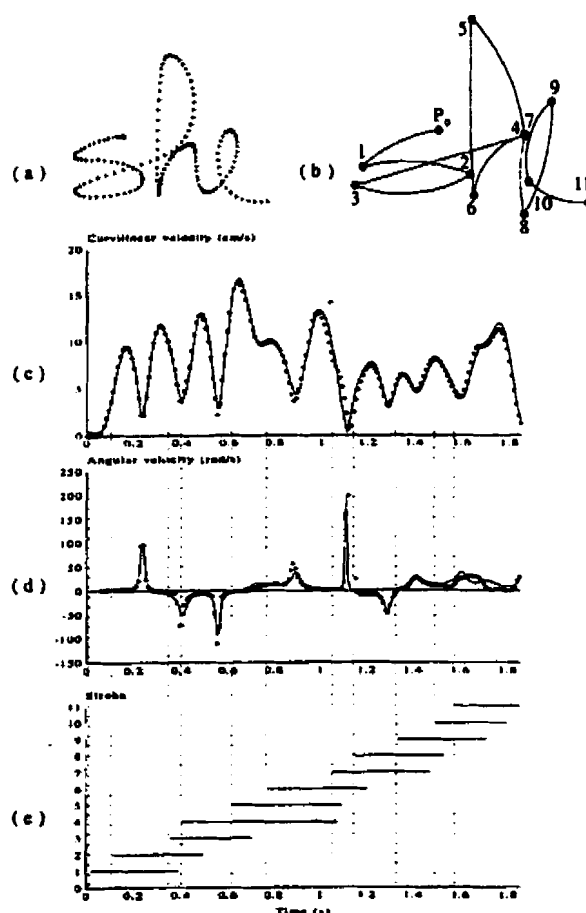 (a)
she
(b)
5
9
P₀
4 7
1
2
3
6
10
11
8
Curvilinear velocity (cm/s)
(c)
20
15
10
5
0
0.2 0.4 0.6 0.8 1 1.2 1.4 1.6 1.8
Angular velocity (rad/s)
(d)
250
200
150
100
50
0
-50
-100
-150
0.2 0.4 0.6 0.8 1 1.2 1.4 1.6 1.8
Stroke
(e)
11
10
9
8
7
6
5
4
3
2
1
0
0 0.2 0.4 0.6 0.8 1 1.2 1.4 1.6 1.8
Time (s)